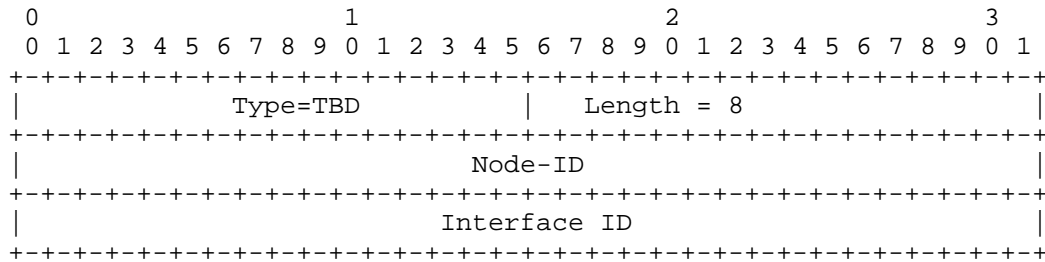 0                   1                   2                   3
 0 1 2 3 4 5 6 7 8 9 0 1 2 3 4 5 6 7 8 9 0 1 2 3 4 5 6 7 8 9 0 1
+-+-+-+-+-+-+-+-+-+-+-+-+-+-+-+-+-+-+-+-+-+-+-+-+-+-+-+-+-+-+-+-+
|             Type=TBD          |   Length = 8                  |
+-+-+-+-+-+-+-+-+-+-+-+-+-+-+-+-+-+-+-+-+-+-+-+-+-+-+-+-+-+-+-+-+
|                            Node-ID                            |
+-+-+-+-+-+-+-+-+-+-+-+-+-+-+-+-+-+-+-+-+-+-+-+-+-+-+-+-+-+-+-+-+
|                          Interface ID                         |
+-+-+-+-+-+-+-+-+-+-+-+-+-+-+-+-+-+-+-+-+-+-+-+-+-+-+-+-+-+-+-+-+